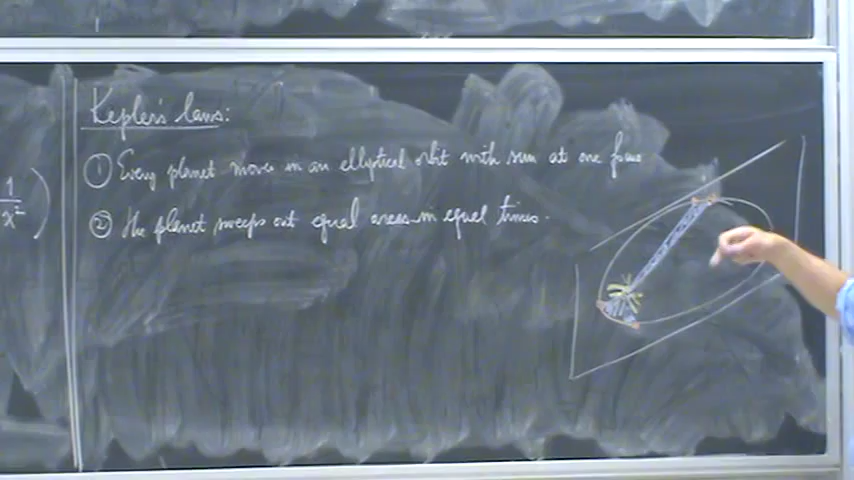 Kepler's laws:
① Every planet moves in an elliptical orbit with sun at one focus
② The planet sweeps out equal areas in equal times.
1
x²)